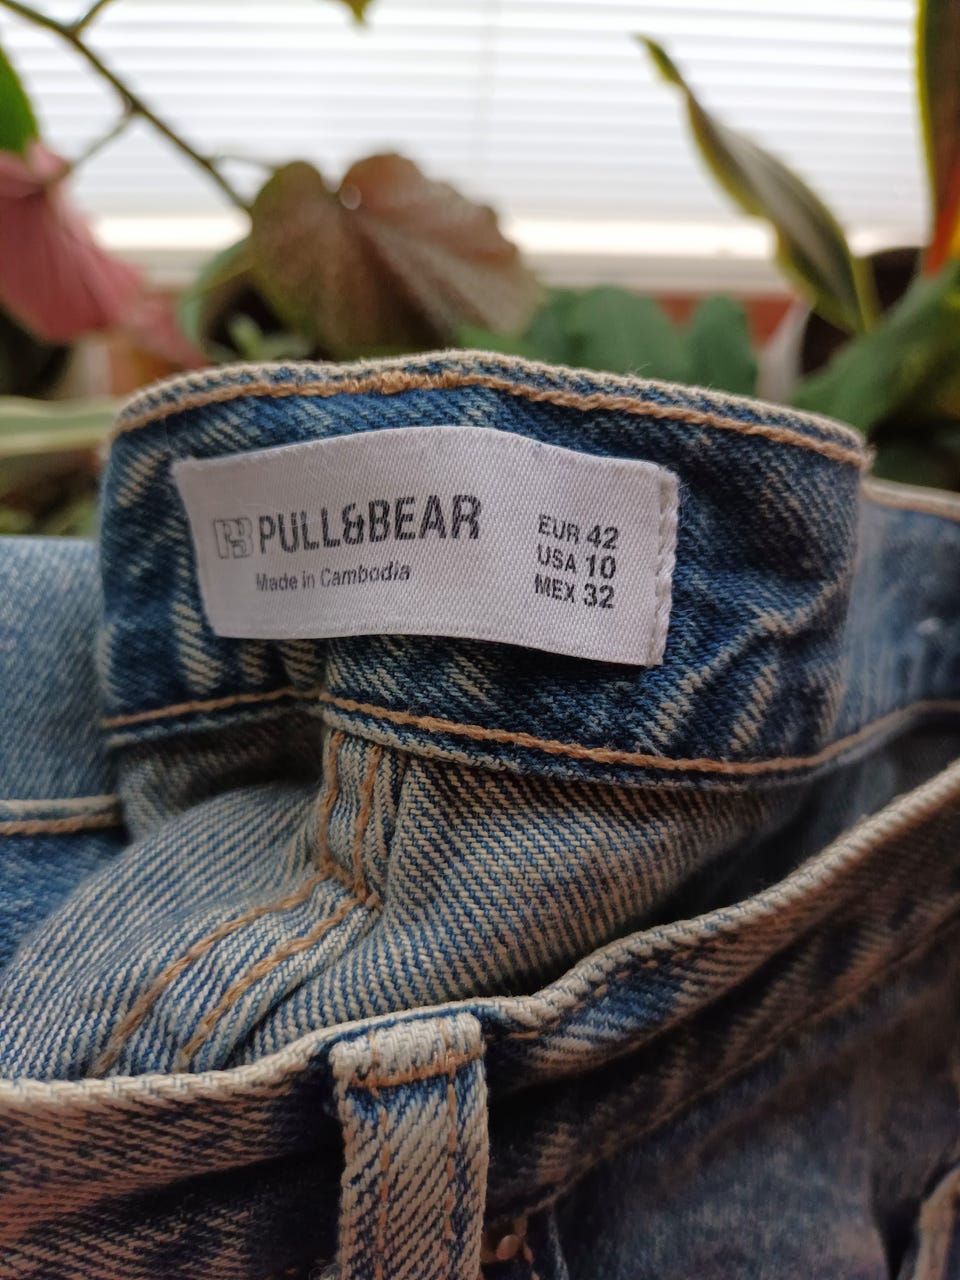 PULL&BEAR
Made in Cambodia
EUR 42
USA 10
MEX 32